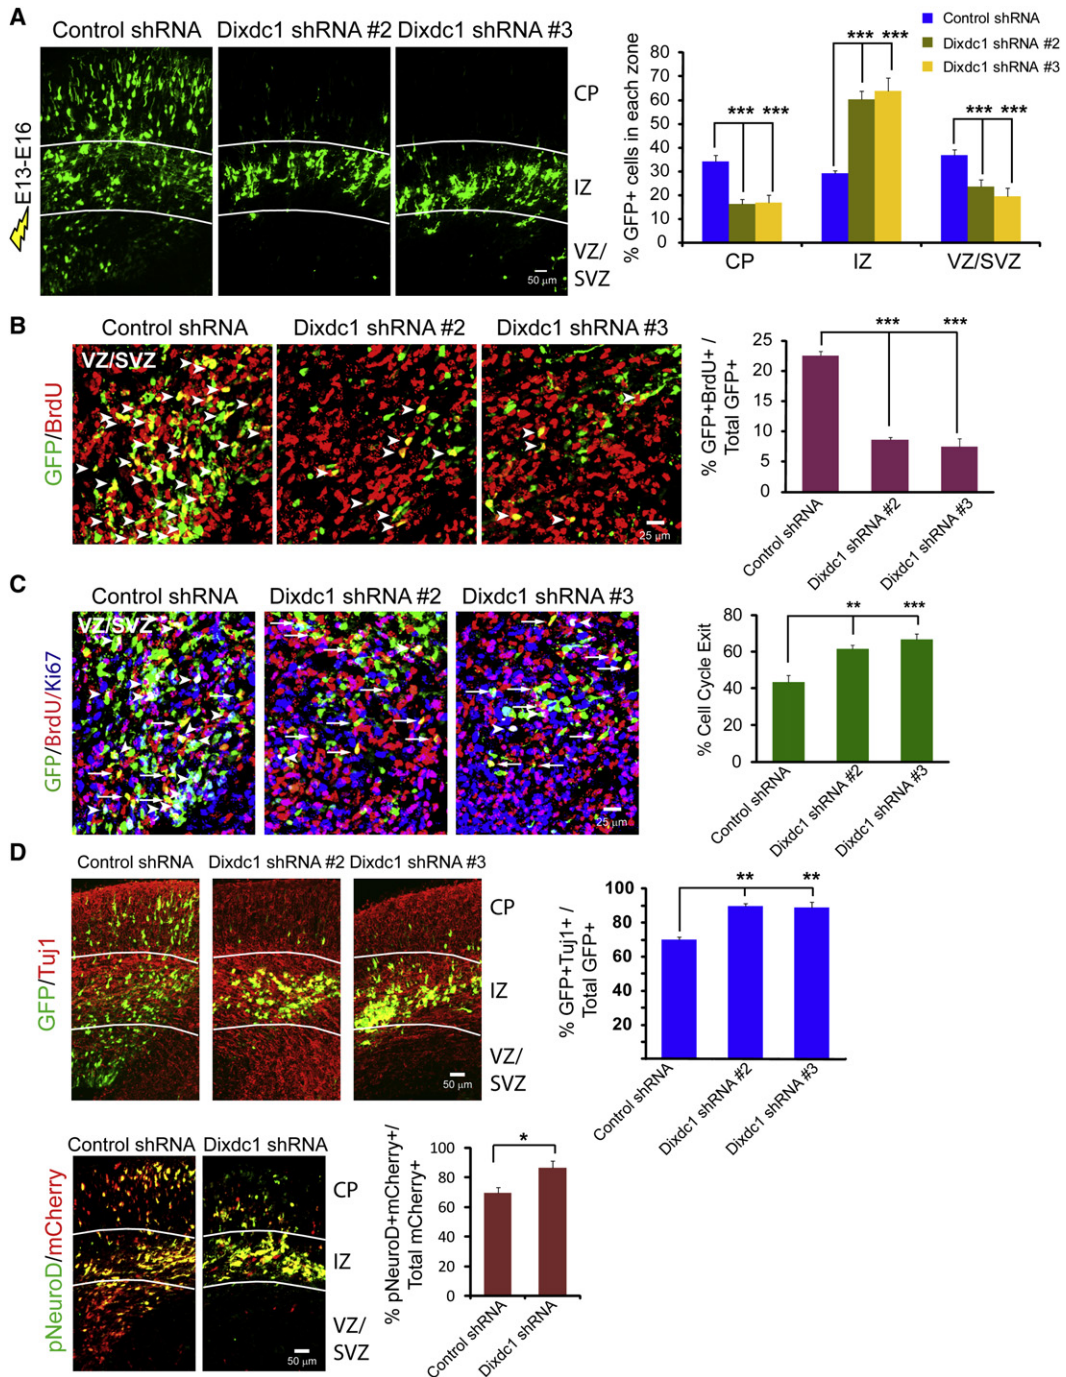 A
Control shRNA
Dixdc1 shRNA #2
Dixdc1 shRNA #3
E13-E16
CP
IZ
VZ/
SVZ
50 μm
Control shRNA
Dixdc1 shRNA #2
Dixdc1 shRNA #3
% GFP+ cells in each zone
80
70
60
50
40
30
20
10
0
*** ***
*** ***
*** ***
CP
IZ
VZ/SVZ
B
Control shRNA
Dixdc1 shRNA #2
Dixdc1 shRNA #3
VZ/SVZ
GFP/BrdU
25 μm
% GFP+BrdU+ /
Total GFP+
25
20
15
10
5
0
*** ***
Control shRNA
Dixdc1 shRNA #2
Dixdc1 shRNA #3
C
Control shRNA
Dixdc1 shRNA #2
Dixdc1 shRNA #3
VZ/SVZ
GFP/BrdU/Ki67
25 μm
% Cell Cycle Exit
80
60
40
20
0
** ***
Control shRNA
Dixdc1 shRNA #2
Dixdc1 shRNA #3
D
Control shRNA
Dixdc1 shRNA #2
Dixdc1 shRNA #3
GFP/Tuj1
CP
IZ
VZ/
SVZ
50 μm
% GFP+Tuj1+ /
Total GFP+
100
80
60
40
20
** **
Control shRNA
Dixdc1 shRNA #2
Dixdc1 shRNA #3
Control shRNA
Dixdc1 shRNA
pNeuroD/mCherry
CP
IZ
VZ/
SVZ
50 μm
% pNeuroD+mCherry+/
Total mCherry+
100
80
60
40
20
0
*
Control shRNA
Dixdc1 shRNA